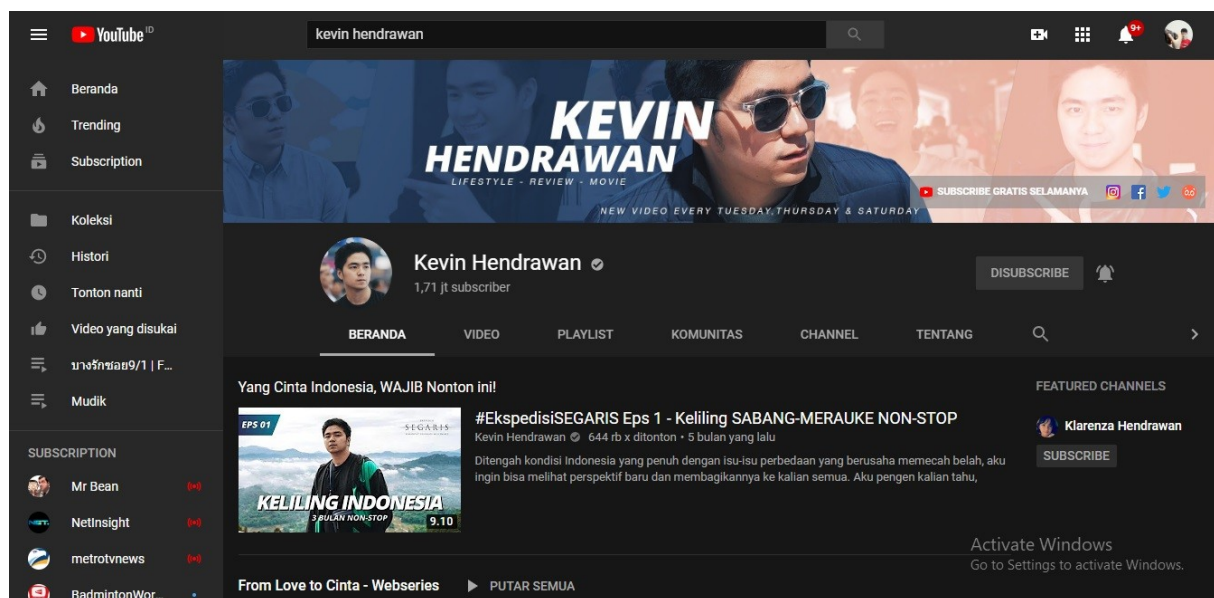 YouTube ID
kevin hendrawan
9+
Beranda
Trending
Subscription
Koleksi
Histori
Tonton nanti
Video yang disukai
บางรักซอย9/1 | F...
Mudik
SUBSCRIPTION
Mr Bean
NetInsight
metrotvnews
BadmintonWor...
KEVIN
HENDRAWAN
LIFESTYLE - REVIEW - MOVIE
NEW VIDEO EVERY TUESDAY,THURSDAY & SATURDAY
SUBSCRIBE GRATIS SELAMANYA
Kevin Hendrawan
1,71 jt subscriber
DISUBSCRIBE
BERANDA VIDEO PLAYLIST KOMUNITAS CHANNEL TENTANG
Yang Cinta Indonesia, WAJIB Nonton ini!
EPS 01
SEGARIS
KELILING INDONESIA
3 BULAN NON-STOP
9.10
#EkspedisiSEGARIS Eps 1 - Keliling SABANG-MERAUKE NON-STOP
Kevin Hendrawan 644 rb x ditonton • 5 bulan yang lalu
Ditengah kondisi Indonesia yang penuh dengan isu-isu perbedaan yang berusaha memecah belah, aku
ingin bisa melihat perspektif baru dan membagikannya ke kalian semua. Aku pengen kalian tahu,
FEATURED CHANNELS
Klarenza Hendrawan
SUBSCRIBE
From Love to Cinta - Webseries PUTAR SEMUA
Activate Windows
Go to Settings to activate Windows.